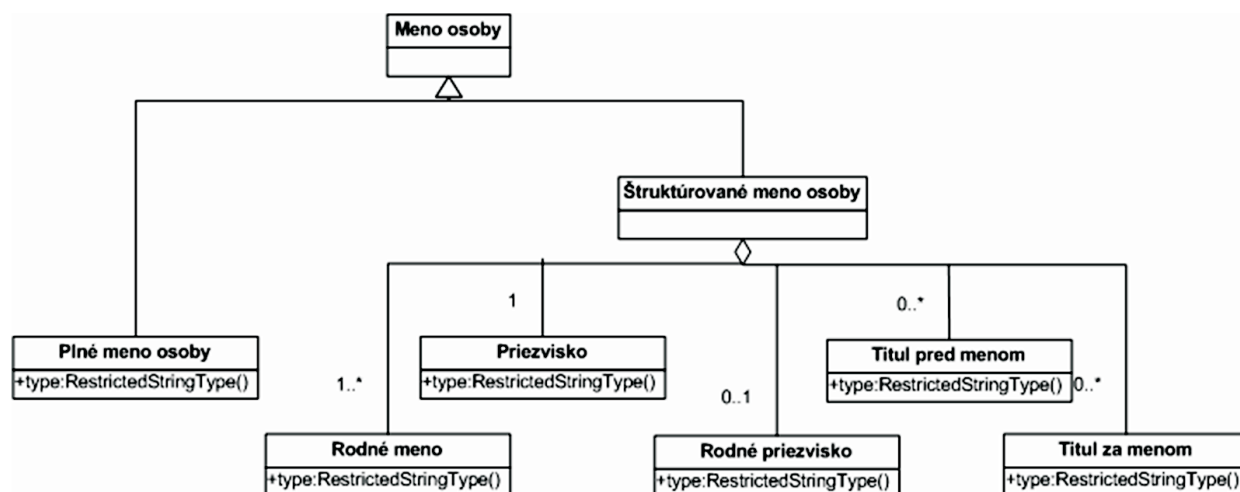 Meno osoby
Štruktúrované meno osoby
1
0..*
Plné meno osoby
+type:RestrictedStringType()
Priezvisko
+type:RestrictedStringType()
Titul pred menom
+type:RestrictedStringType()
1..*
0..1
0..*
Rodné meno
+type:RestrictedStringType()
Rodné priezvisko
+type:RestrictedStringType()
Titul za menom
+type:RestrictedStringType()